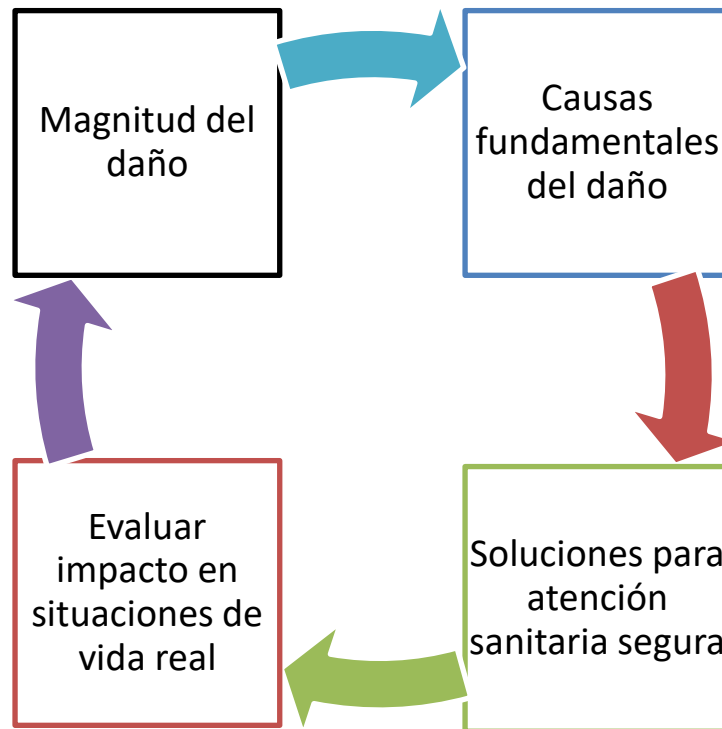 Magnitud del
daño
Causas
fundamentales
del daño
Evaluar
impacto en
situaciones de
vida real
Soluciones para
atención
sanitaria segura